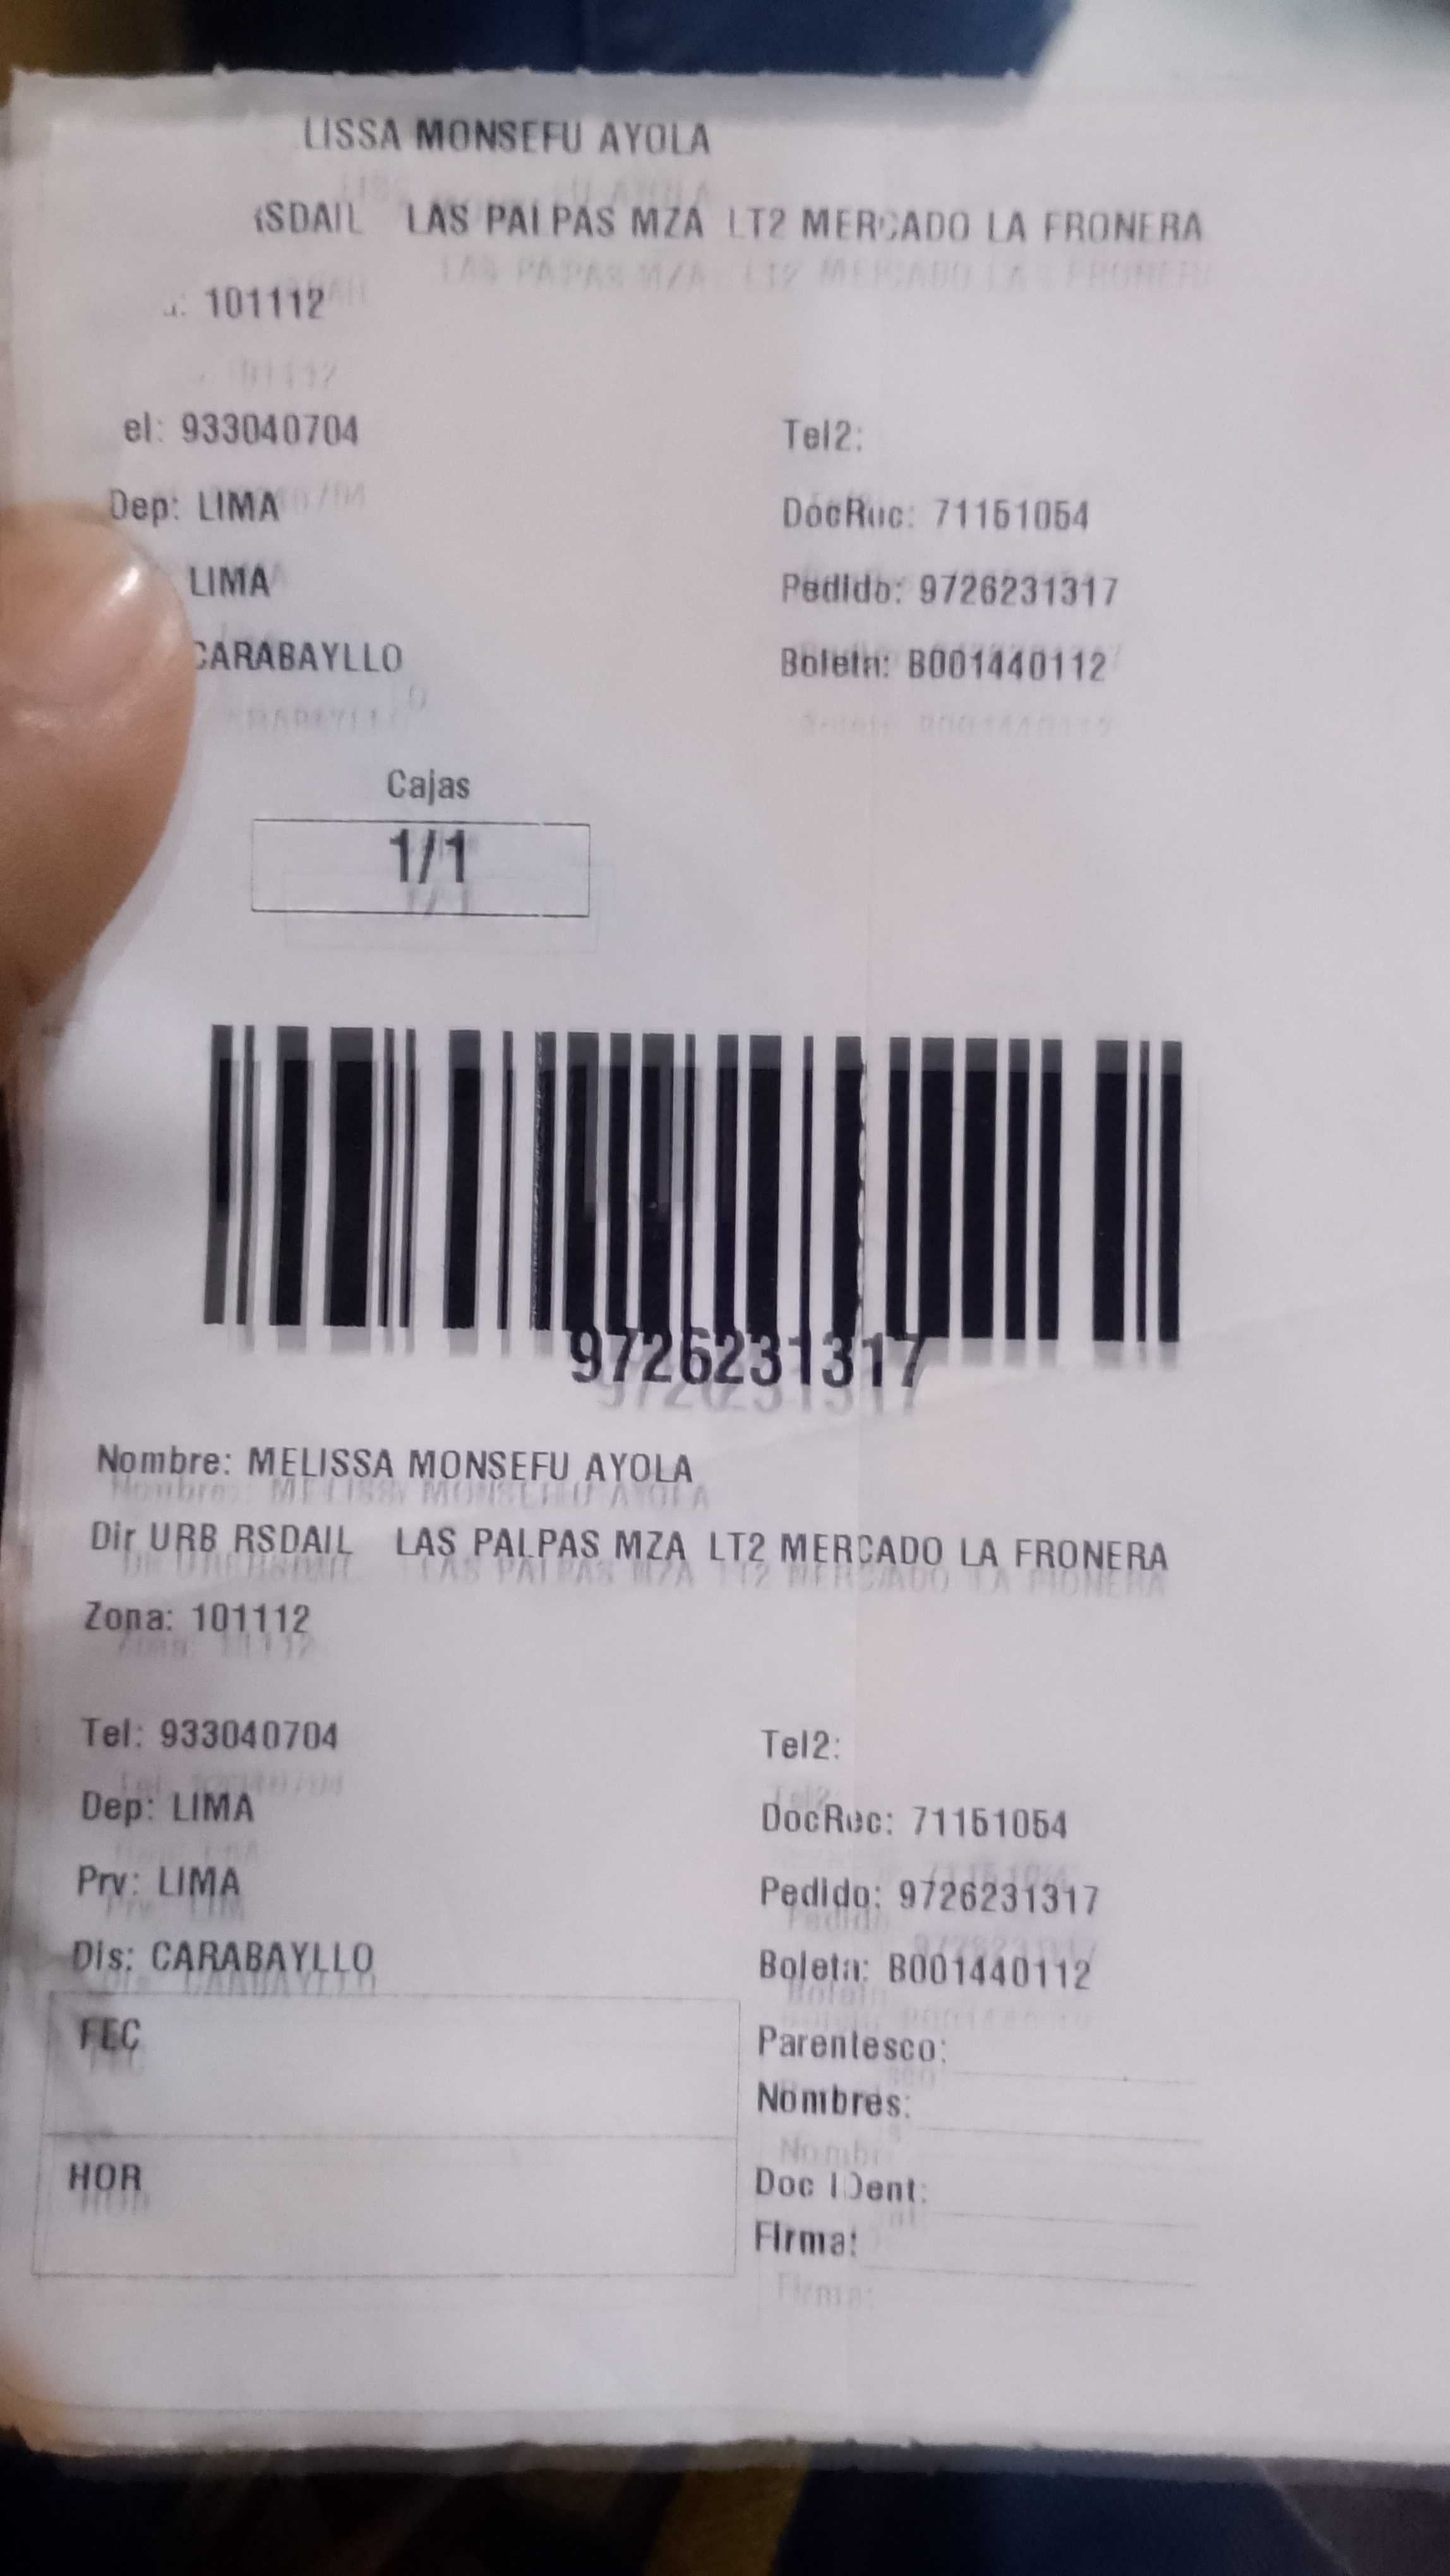 LISSA MONSEFU AYOLA
SDAIL LAS PALPAS MZA LT2 MERCADO LA FRONERA
: 101112
el: 933040704 Tel2:
Dep: LIMA DocRuc: 71151054
LIMA Pedido: 9726231317
CARABAYLLO Boleta: B001440112
Cajas
1/1
9726231317
Nombre: MELISSA MONSEFU AYOLA
Dir URB RSDAIL LAS PALPAS MZA LT2 MERCADO LA FRONERA
Zona: 101112
Tel: 933040704 Tel2:
Dep: LIMA DocRuc: 71151054
Prv: LIMA Pedido: 9726231317
Dis: CARABAYLLO Boleta: B001440112
FEC Parentesco:
Nombres:
HOR Doc IDent:
Firma: